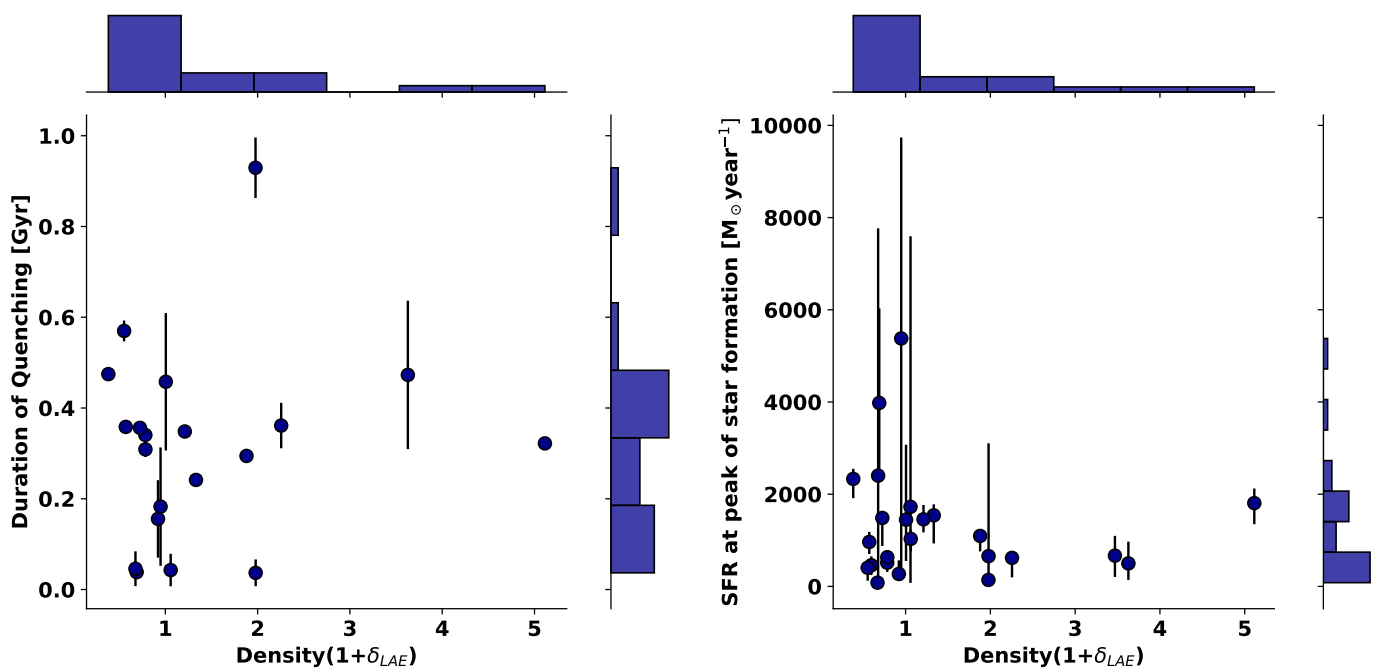 Duration of Quenching [Gyr]
1.0
0.8
0.6
0.4
0.2
0.0
1 2 3 4 5
Density(1+δ_LAE)
SFR at peak of star formation [M_⊙ year⁻¹]
10000
8000
6000
4000
2000
0
1 2 3 4 5
Density(1+δ_LAE)